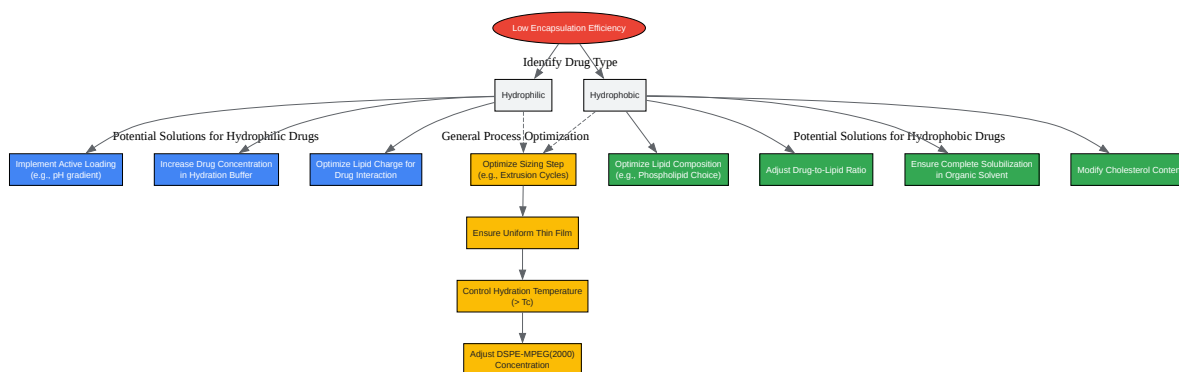 Low Encapsulation Efficiency
Identify Drug Type
Hydrophilic
Hydrophobic
Potential Solutions for Hydrophilic Drugs
General Process Optimization
Potential Solutions for Hydrophobic Drugs
Implement Active Loading
(e.g., pH gradient)
Increase Drug Concentration
in Hydration Buffer
Optimize Lipid Charge for
Drug Interaction
Optimize Sizing Step
(e.g., Extrusion Cycles)
Optimize Lipid Composition
(e.g., Phospholipid Choice)
Adjust Drug-to-Lipid Ratio
Ensure Complete Solubilization
in Organic Solvent
Modify Cholesterol Conten
Ensure Uniform Thin Film
Control Hydration Temperature
(> Tc)
Adjust DSPE-MPEG(2000)
Concentration